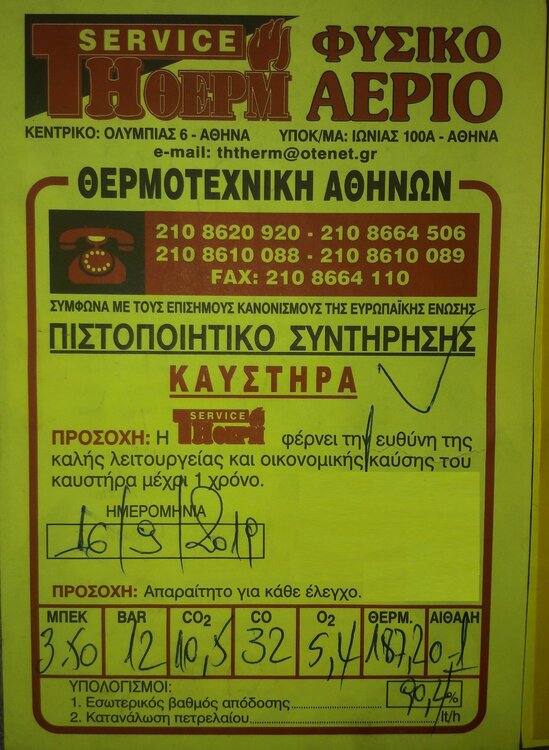 SERVICE
ΤΗΘΕΡΜ
ΦΥΣΙΚΟ
ΑΕΡΙΟ
ΚΕΝΤΡΙΚΟ: ΟΛΥΜΠΙΑΣ 6 - ΑΘΗΝΑ ΥΠΟΚ/ΜΑ: ΙΩΝΙΑΣ 100Α - ΑΘΗΝΑ
e-mail: ththerm@otenet.gr
ΘΕΡΜΟΤΕΧΝΙΚΗ ΑΘΗΝΩΝ
210 8620 920 - 210 8664 506
210 8610 088 - 210 8610 089
FAX: 210 8664 110
ΣΥΜΦΩΝΑ ΜΕ ΤΟΥΣ ΕΠΙΣΗΜΟΥΣ ΚΑΝΟΝΙΣΜΟΥΣ ΤΗΣ ΕΥΡΩΠΑΪΚΗΣ ΕΝΩΣΗΣ
ΠΙΣΤΟΠΟΙΗΤΙΚΟ ΣΥΝΤΗΡΗΣΗΣ
ΚΑΥΣΤΗΡΑ
ΠΡΟΣΟΧΗ: Η SERVICE ΤΗΘΕΡΜ φέρνει την ευθύνη της
καλής λειτουργείας και οικονομικής καύσης του
καυστήρα μέχρι 1 χρόνο.
ΗΜΕΡΟΜΗΝΙΑ
16/9/2019
ΠΡΟΣΟΧΗ: Απαραίτητο για κάθε έλεγχο.
ΜΠΕΚ BAR CO2 CO O2 ΘΕΡΜ. ΑΙΘΑΛΗ
3.50 12 10,5 32 5,4 187,2 0-1
ΥΠΟΛΟΓΙΣΜΟΙ:
1. Εσωτερικός βαθμός απόδοσης 90,4%
2. Κατανάλωση πετρελαίου lt/h